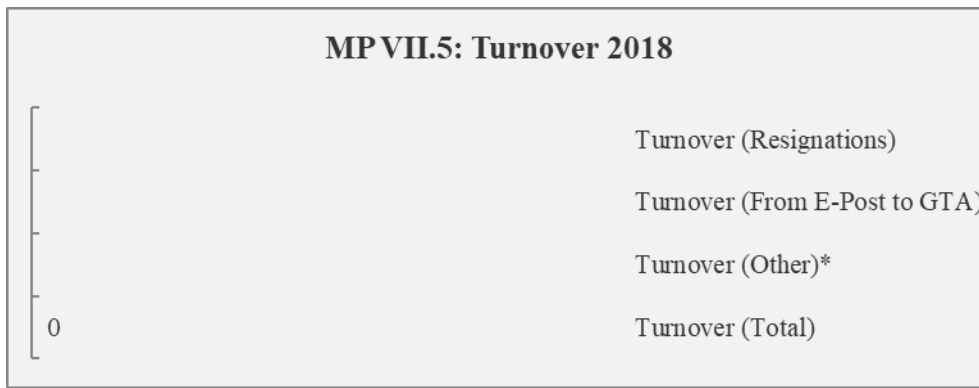 MP VII.5: Turnover 2018
Turnover (Resignations)
Turnover (From E-Post to GTA)
Turnover (Other)*
0 Turnover (Total)